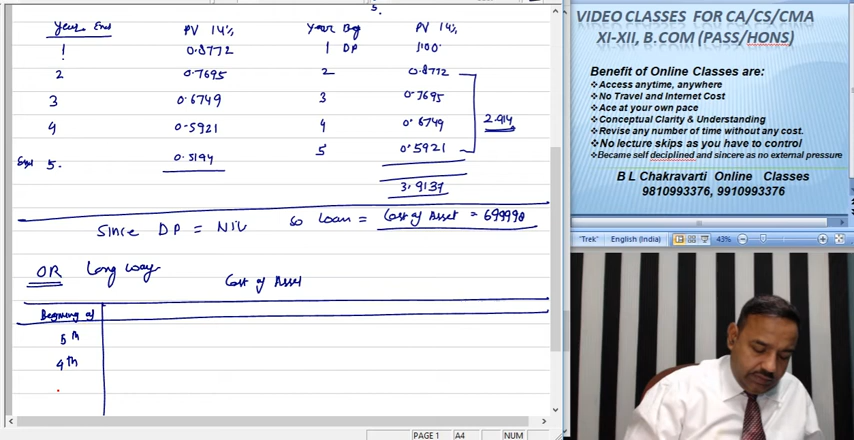 5.
Year End PV 14% Year Beg PV 14%
1 0.8772 1 DP 1.00
2 0.7695 2 0.8772
3 0.6749 3 0.7695
4 0.5921 4 0.6749 2.914
5. 0.5194 5 0.5921
3.9137
Since DP = Nil so Loan = Cost of Asset = 699990
OR Long way
Cost of Asset
Begning of
5th
4th
PAGE 1 A4 NUM
VIDEO CLASSES FOR CA/CS/CMA
XI-XII, B.COM (PASS/HONS)
Benefit of Online Classes are:
❖Access anytime, anywhere
❖No Travel and Internet Cost
❖Ace at your own pace
❖Conceptual Clarity & Understanding
❖Revise any number of time without any cost.
❖No lecture skips as you have to control
❖Became self deciplined and sincere as no external pressure
B L Chakravarti Online Classes
9810993376, 9910993376
"Trek" English (India) 43%